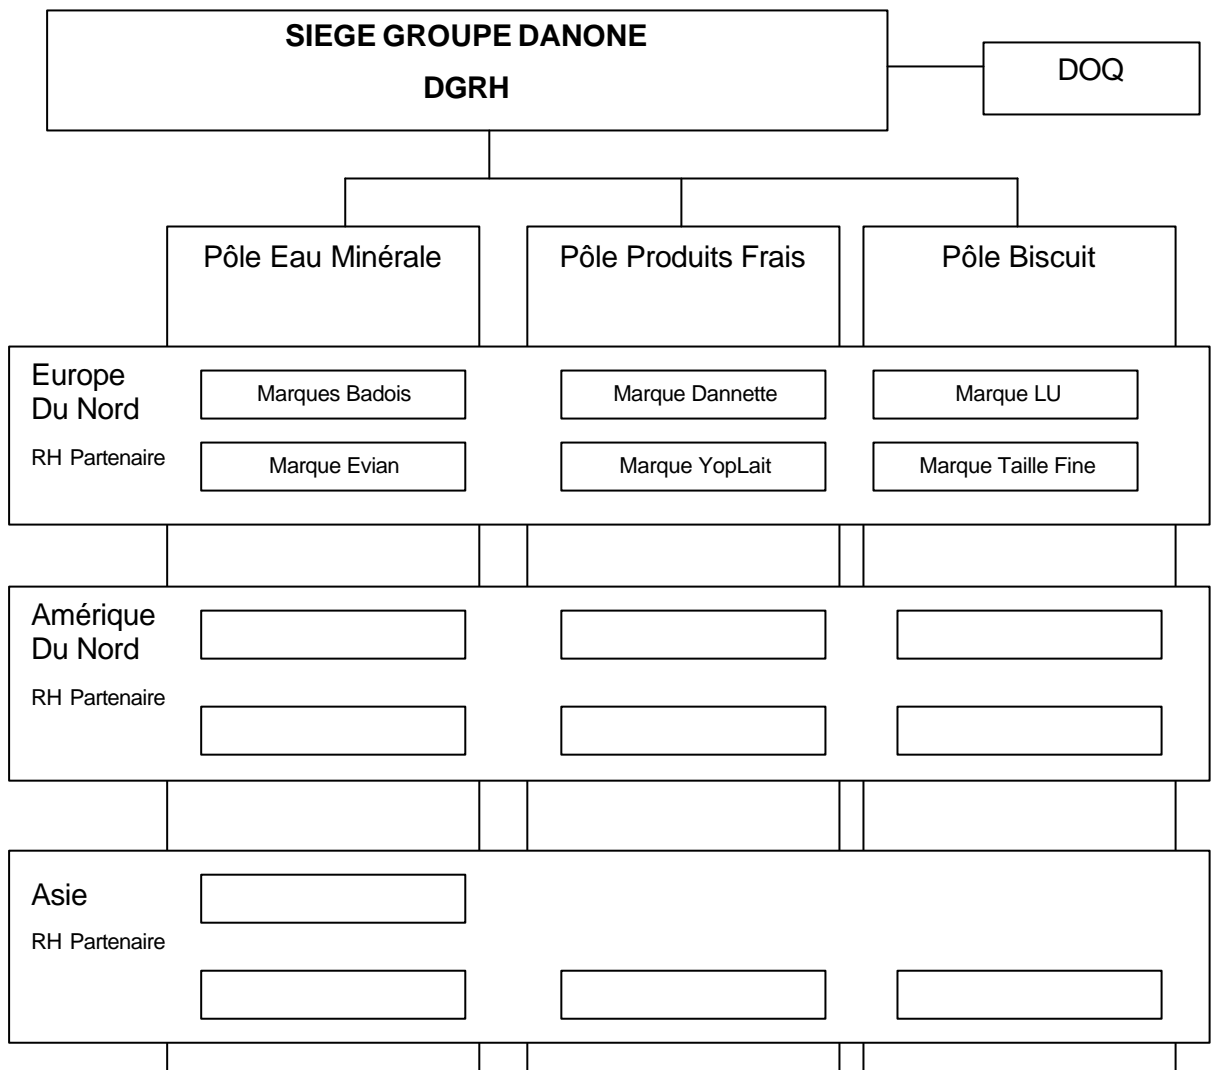 SIEGE GROUPE DANONE
DGRH
DOQ
Pôle Eau Minérale
Pôle Produits Frais
Pôle Biscuit
Europe
Du Nord
RH Partenaire
Marques Badois
Marque Dannette
Marque LU
Marque Evian
Marque YopLait
Marque Taille Fine
Amérique
Du Nord
RH Partenaire
Asie
RH Partenaire